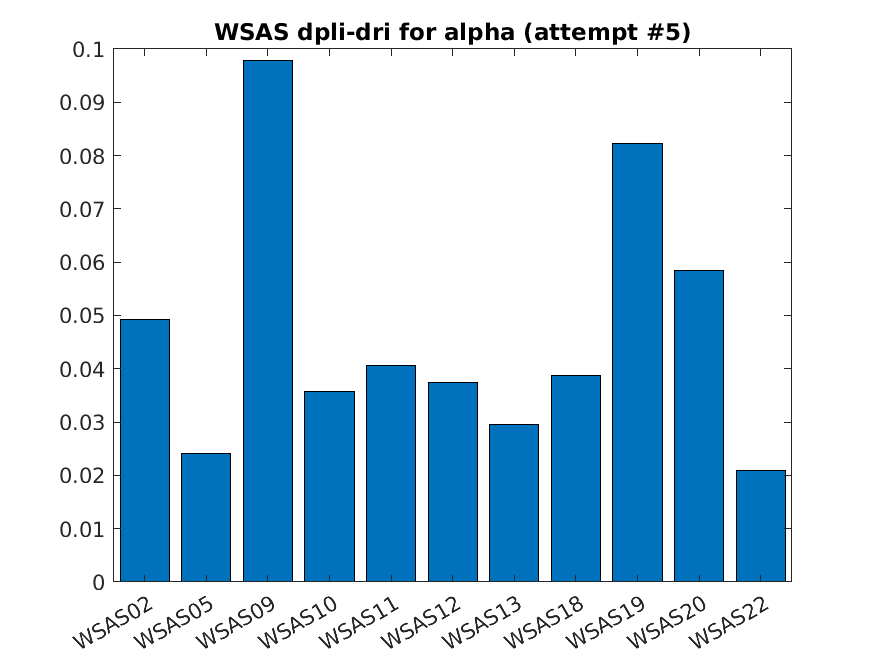 WSAS dpli-dri for alpha (attempt #5)
0.1
0.09
0.08
0.07
0.06
0.05
0.04
0.03
0.02
0.01
0
WSAS02
WSAS05
WSAS09
WSAS10
WSAS11
WSAS12
WSAS13
WSAS18
WSAS19
WSAS20
WSAS22